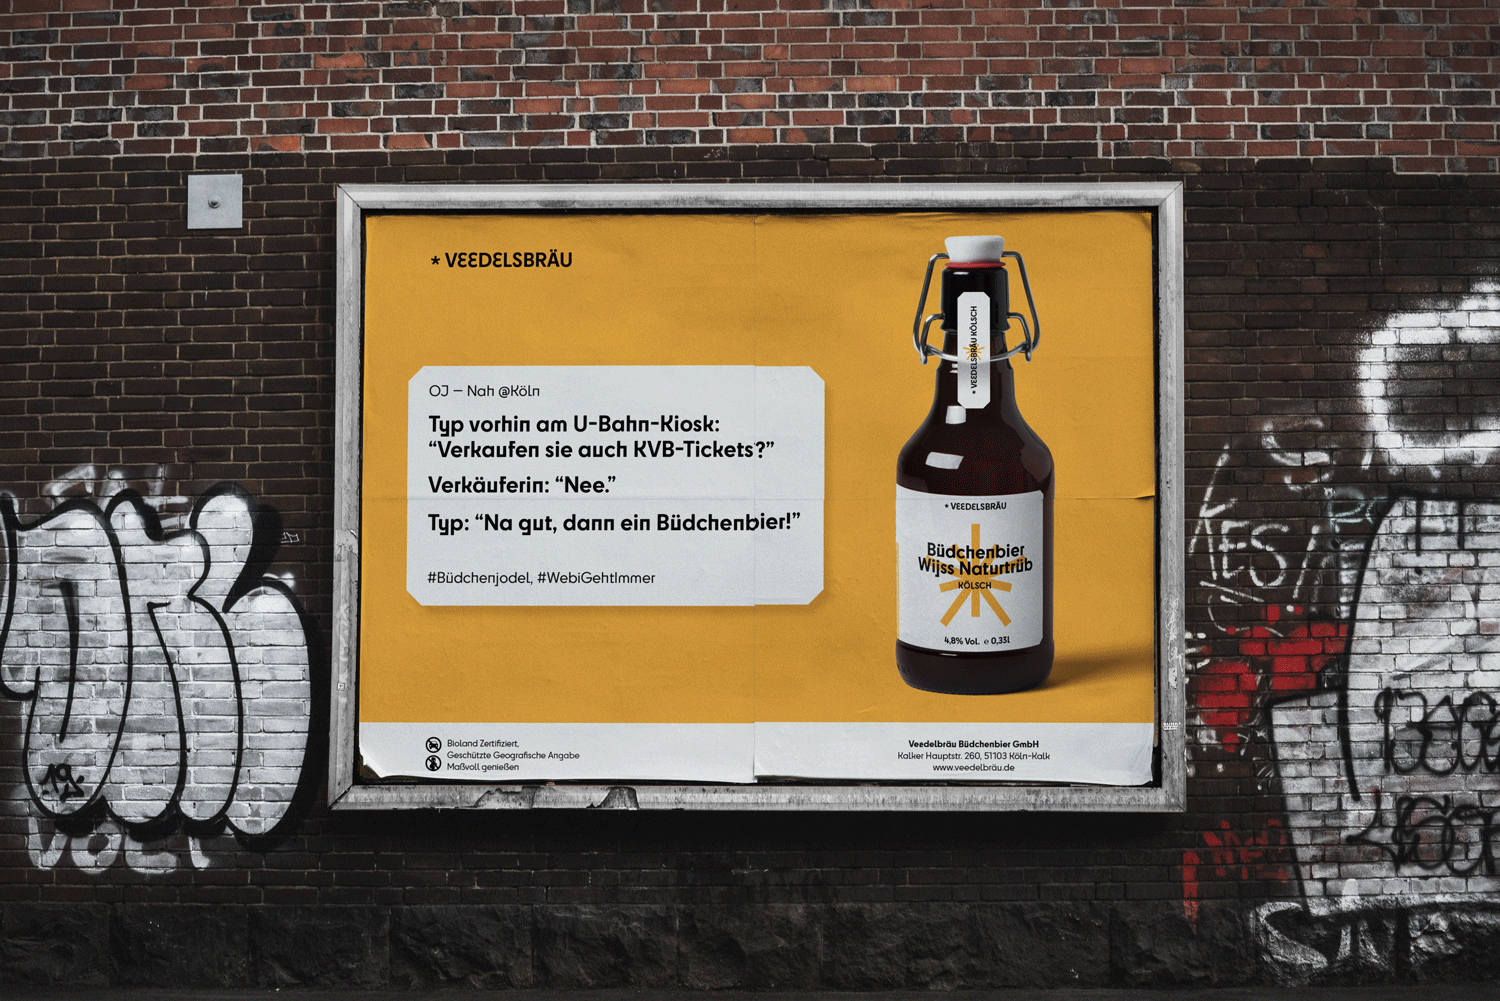 * VEEDELSBRÄU
OJ – Nah @Köln
Typ vorhin am U-Bahn-Kiosk:
“Verkaufen sie auch KVB-Tickets?”
Verkäuferin: “Nee.”
Typ: “Na gut, dann ein Büdchenbier!”
#Büdchenjodel, #WebiGehtImmer
* VEEDELSBRÄU KÖLSCH
* VEEDELSBRÄU
Büdchenbier
Wijss Naturtrüb
KÖLSCH
4,8% Vol. ℮ 0,33l
Bioland Zertifiziert,
Geschützte Geografische Angabe
Maßvoll genießen
Veedelbräu Büdchenbier GmbH
Kalker Hauptstr. 260, 51103 Köln-Kalk
www.veedelbräu.de
19